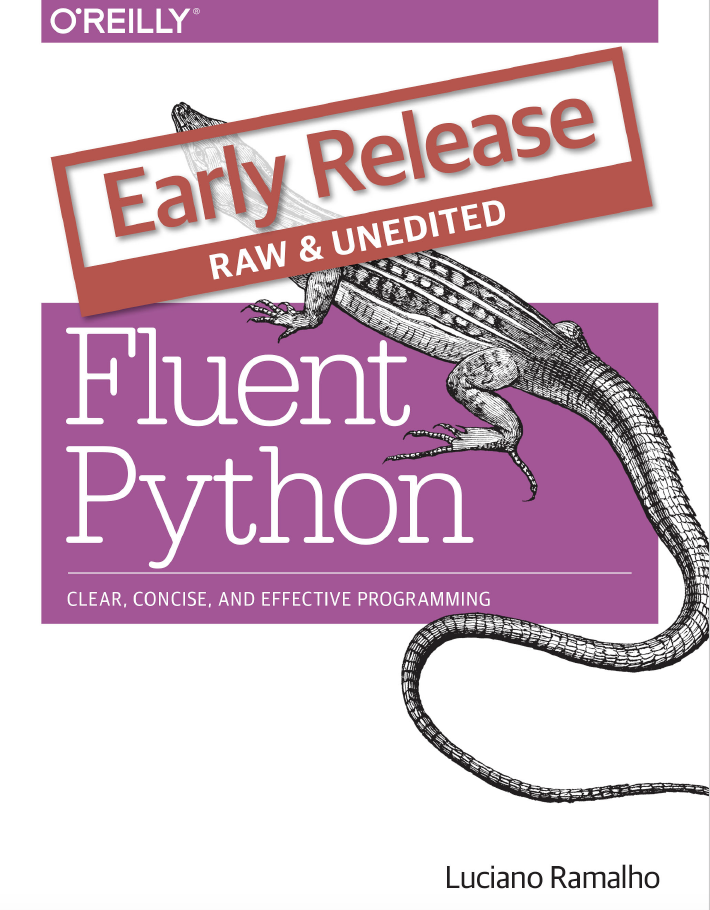 O'REILLY®
Early Release
RAW & UNEDITED
Fluent
Python
CLEAR, CONCISE, AND EFFECTIVE PROGRAMMING
Luciano Ramalho